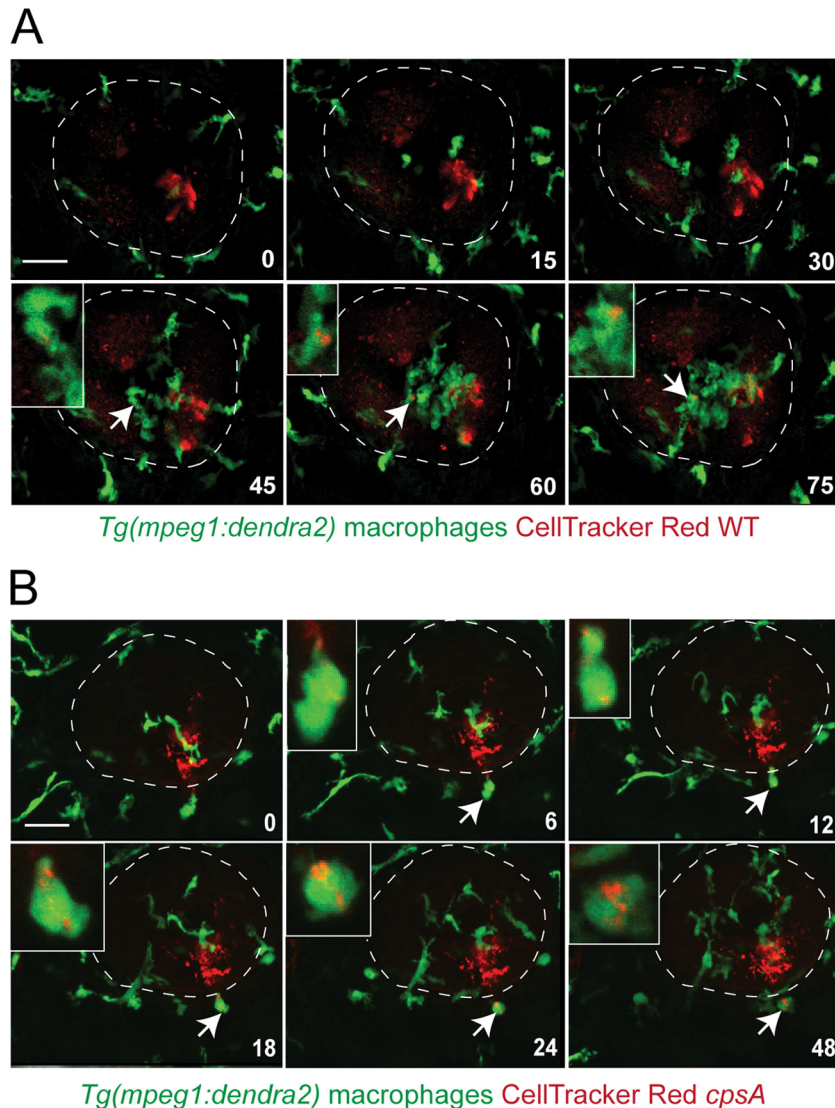 A
0 15 30
45 60 75
Tg(mpeg1:dendra2) macrophages CellTracker Red WT
B
0 6 12
18 24 48
Tg(mpeg1:dendra2) macrophages CellTracker Red cpsA